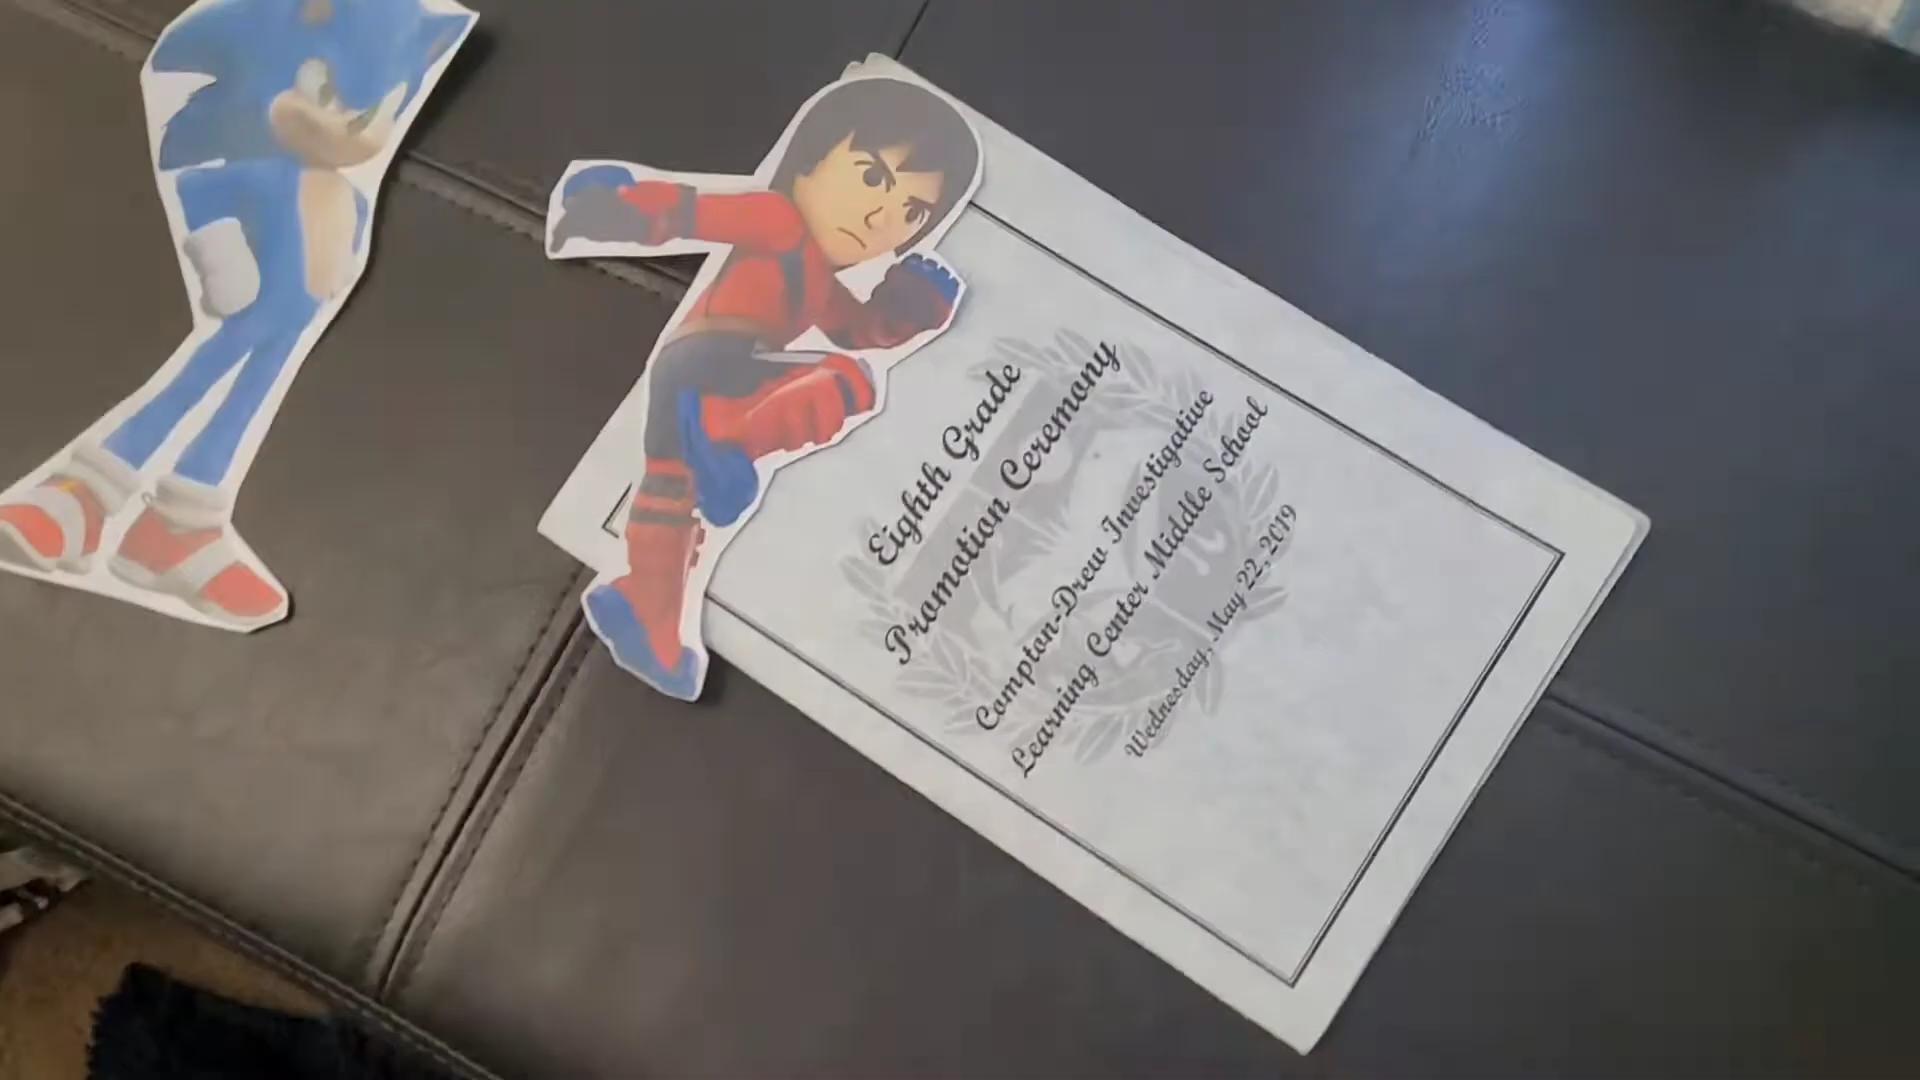 Eighth Grade
Promotion Ceremony
Compton-Drew Investigative
Learning Center Middle School
Wednesday, May 22, 2019